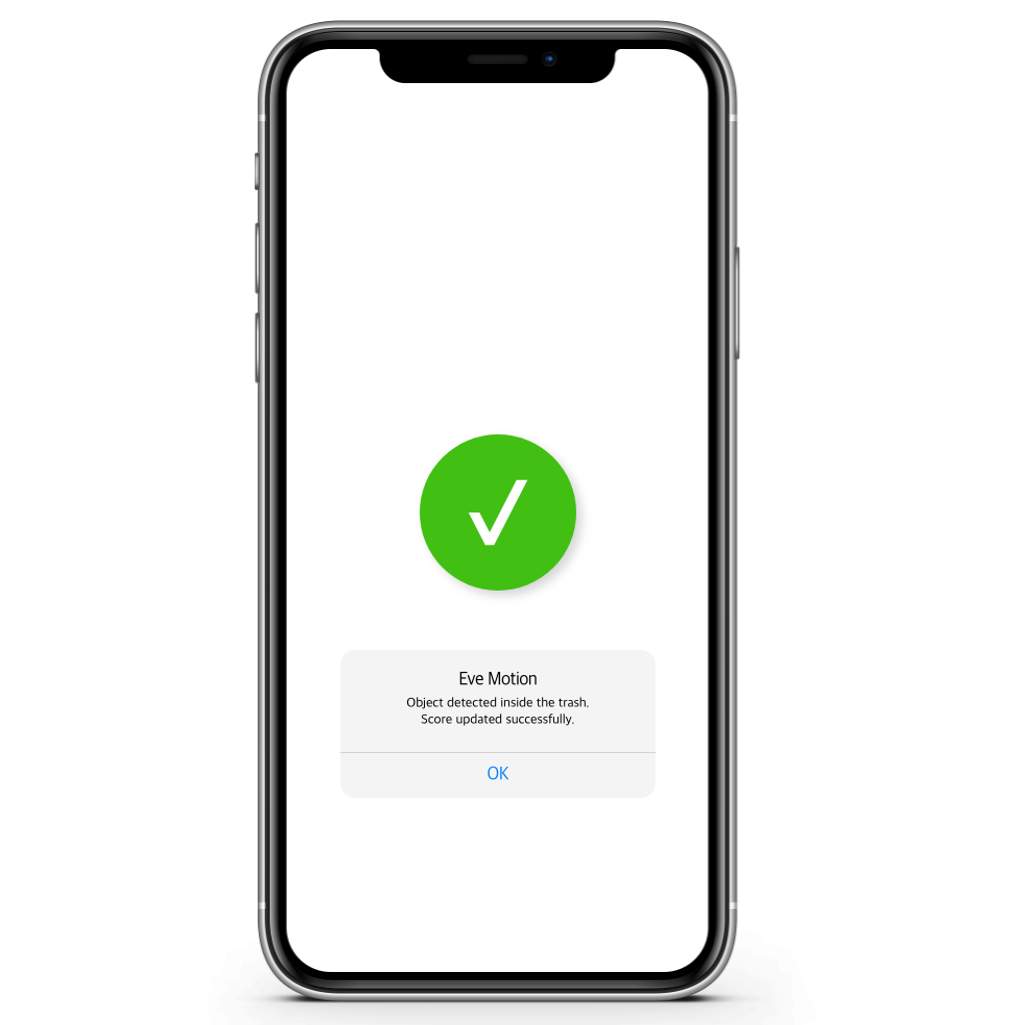 Eve Motion
Object detected inside the trash.
Score updated successfully.
OK